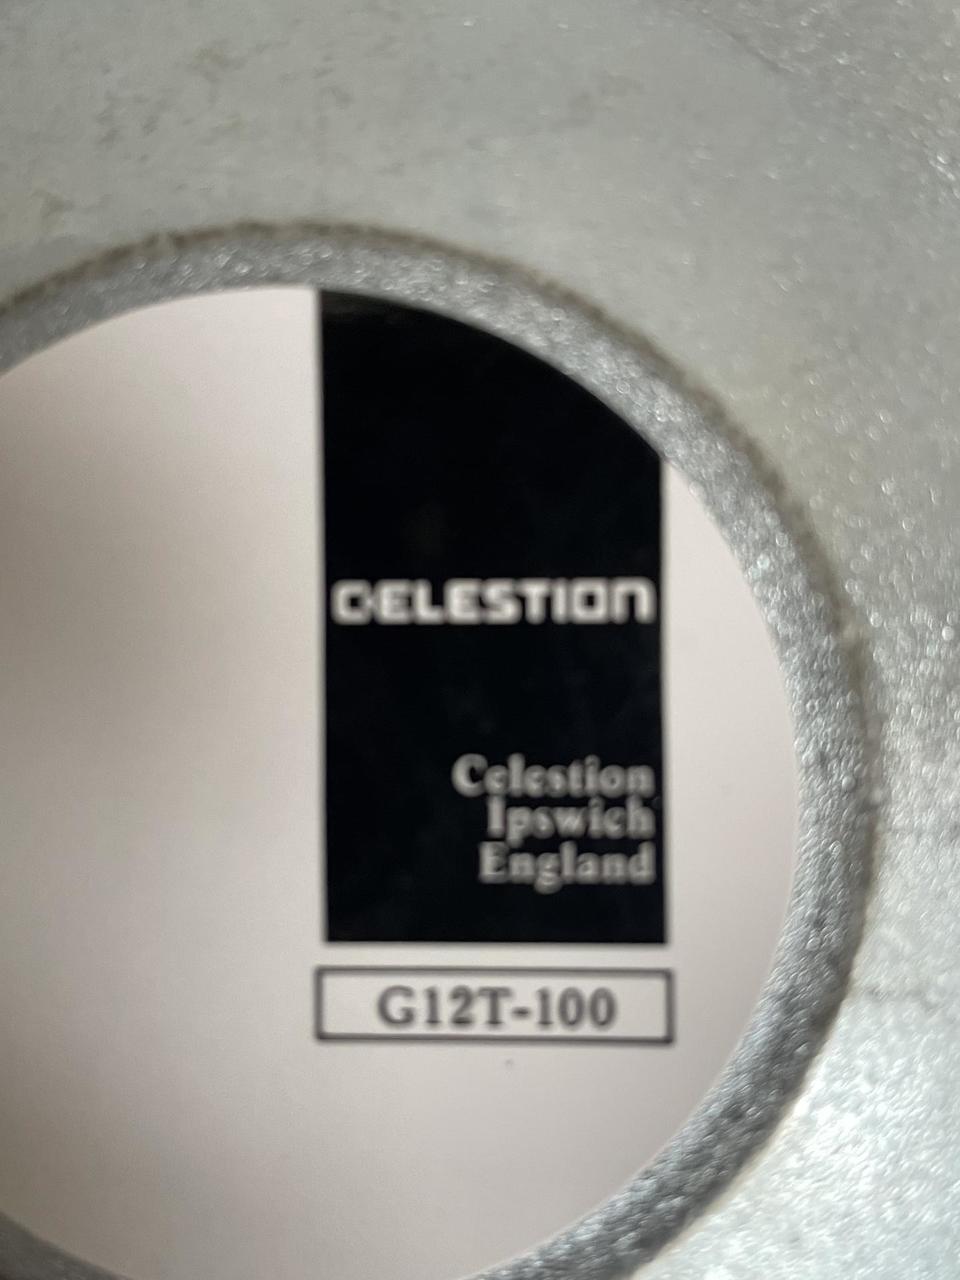 CELESTION
Celestion
Ipswich
England
G12T-100